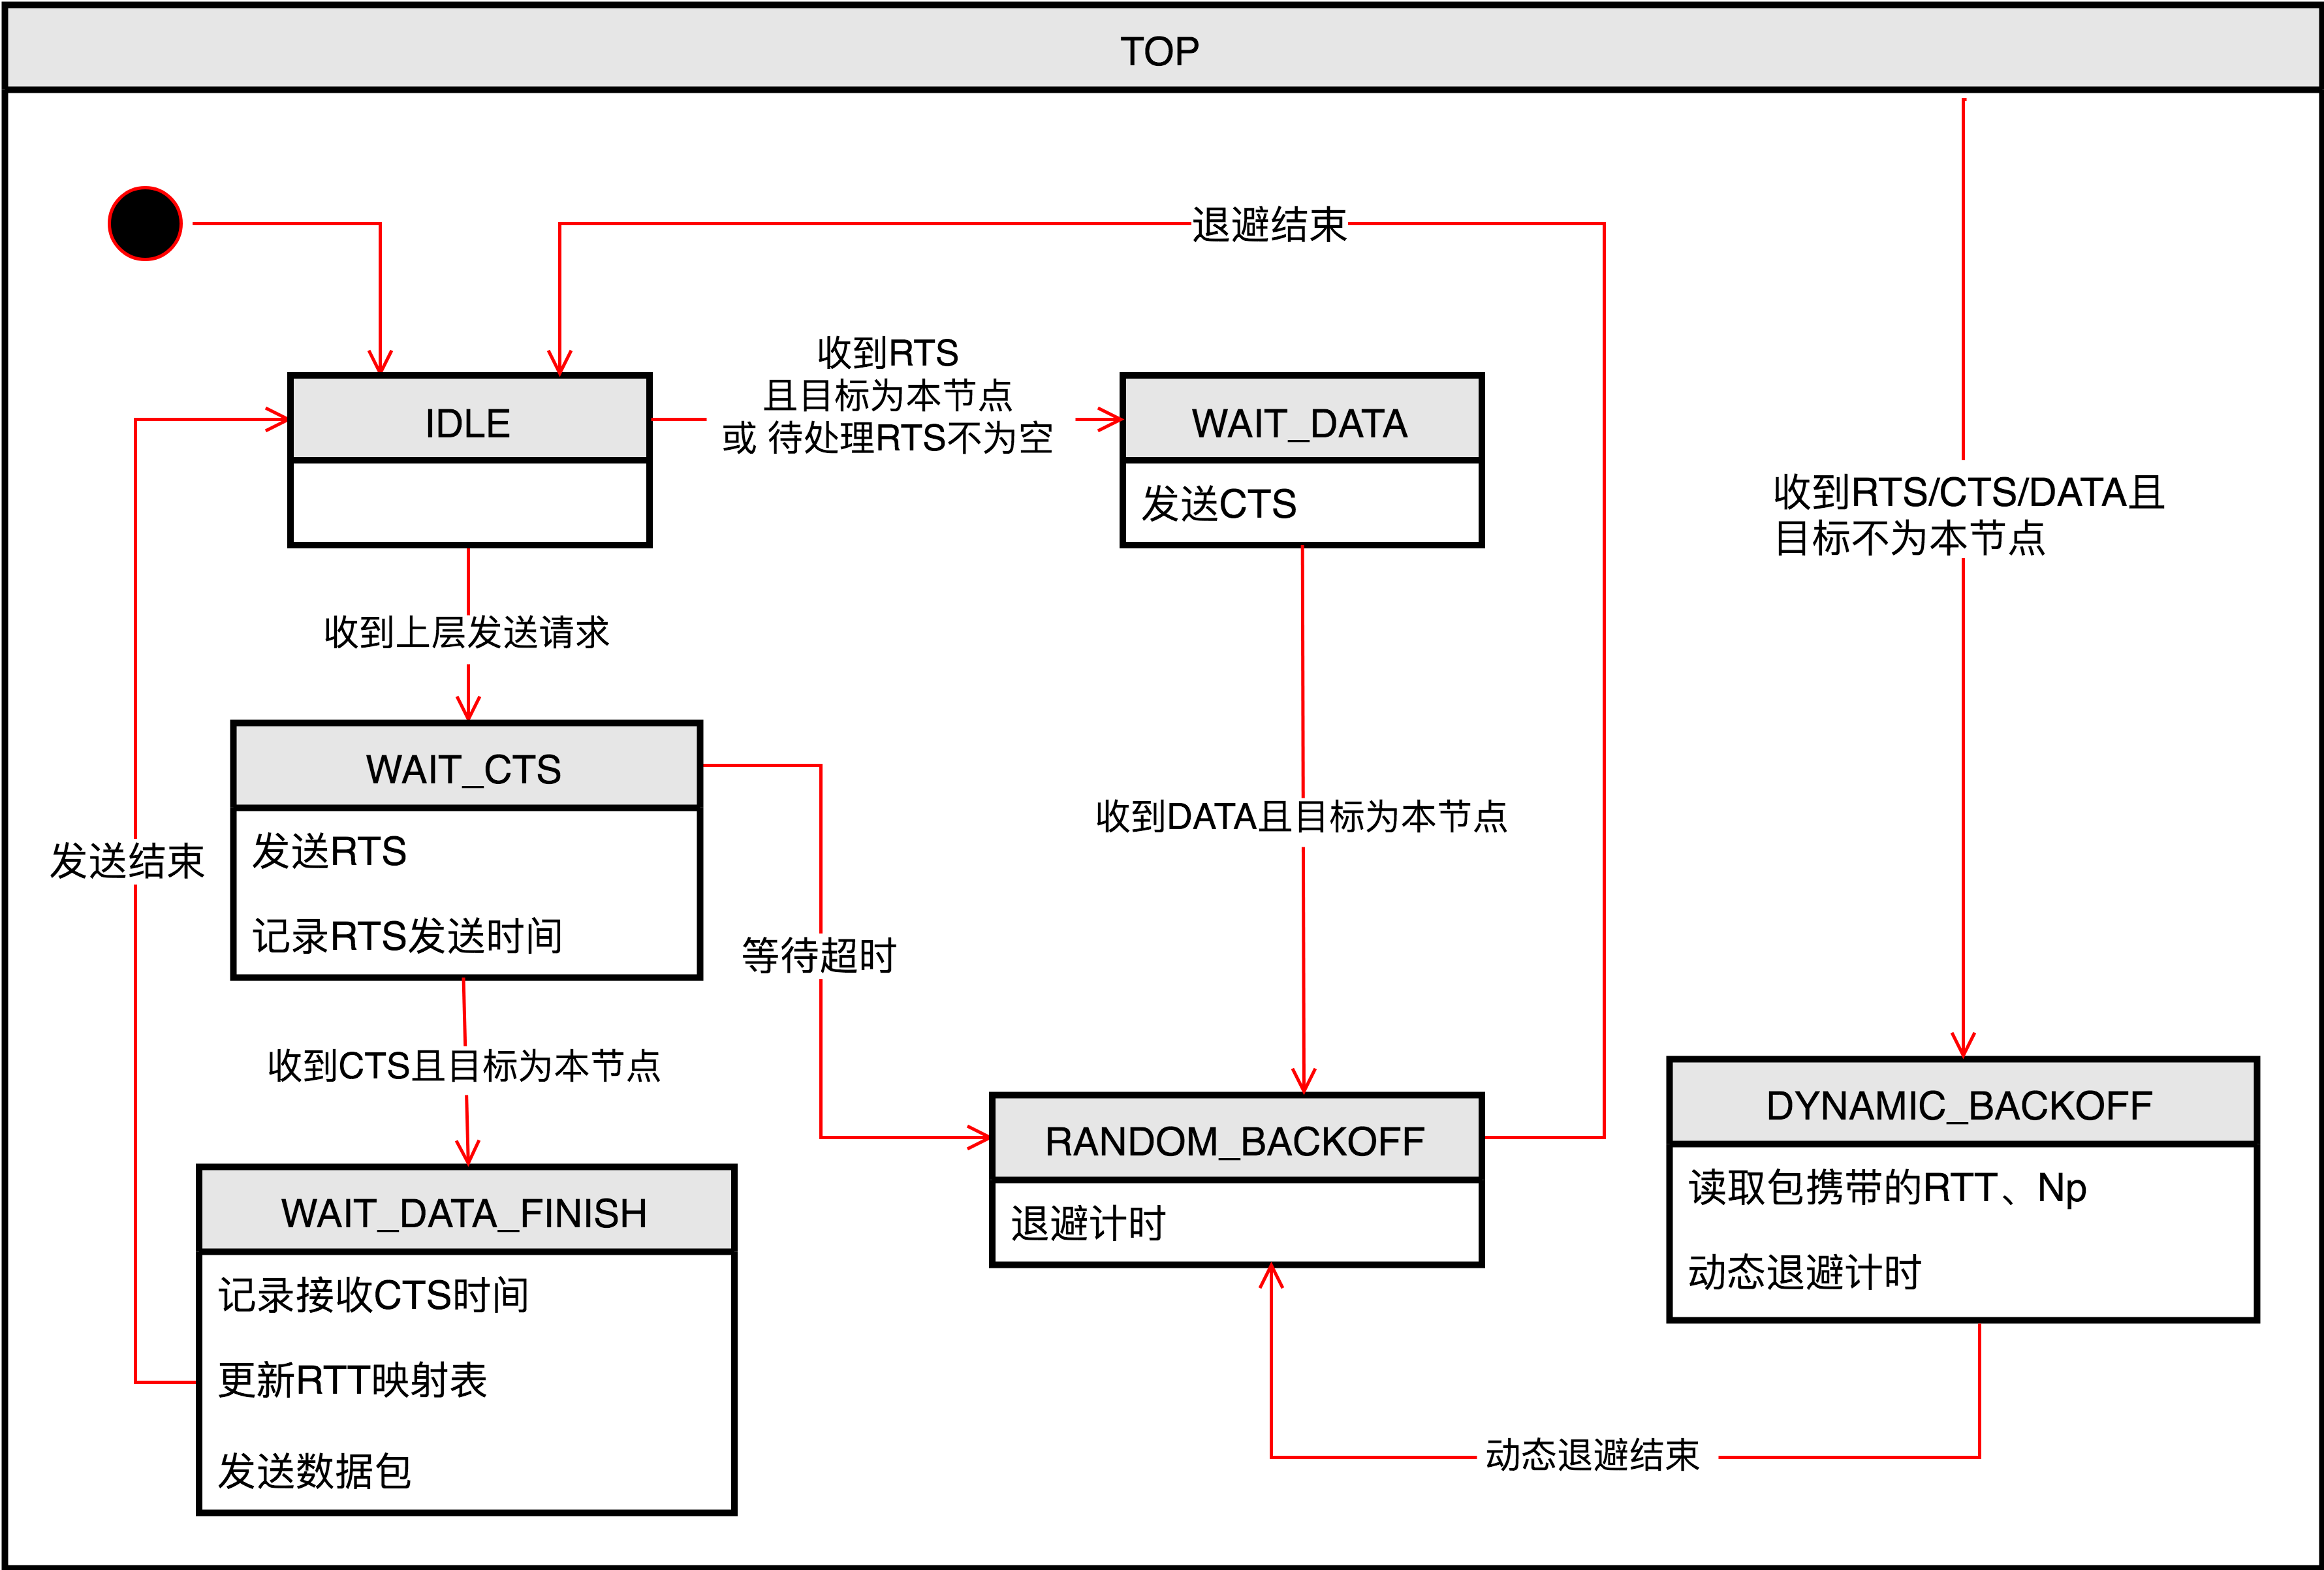 TOP
退避结束
收到RTS
且目标为本节点
或 待处理RTS不为空
IDLE
WAIT_DATA
发送CTS
收到RTS/CTS/DATA且
目标不为本节点
收到上层发送请求
WAIT_CTS
发送RTS
记录RTS发送时间
收到DATA且目标为本节点
发送结束
等待超时
收到CTS且目标为本节点
RANDOM_BACKOFF
退避计时
DYNAMIC_BACKOFF
读取包携带的RTT、Np
动态退避计时
WAIT_DATA_FINISH
记录接收CTS时间
更新RTT映射表
发送数据包
动态退避结束